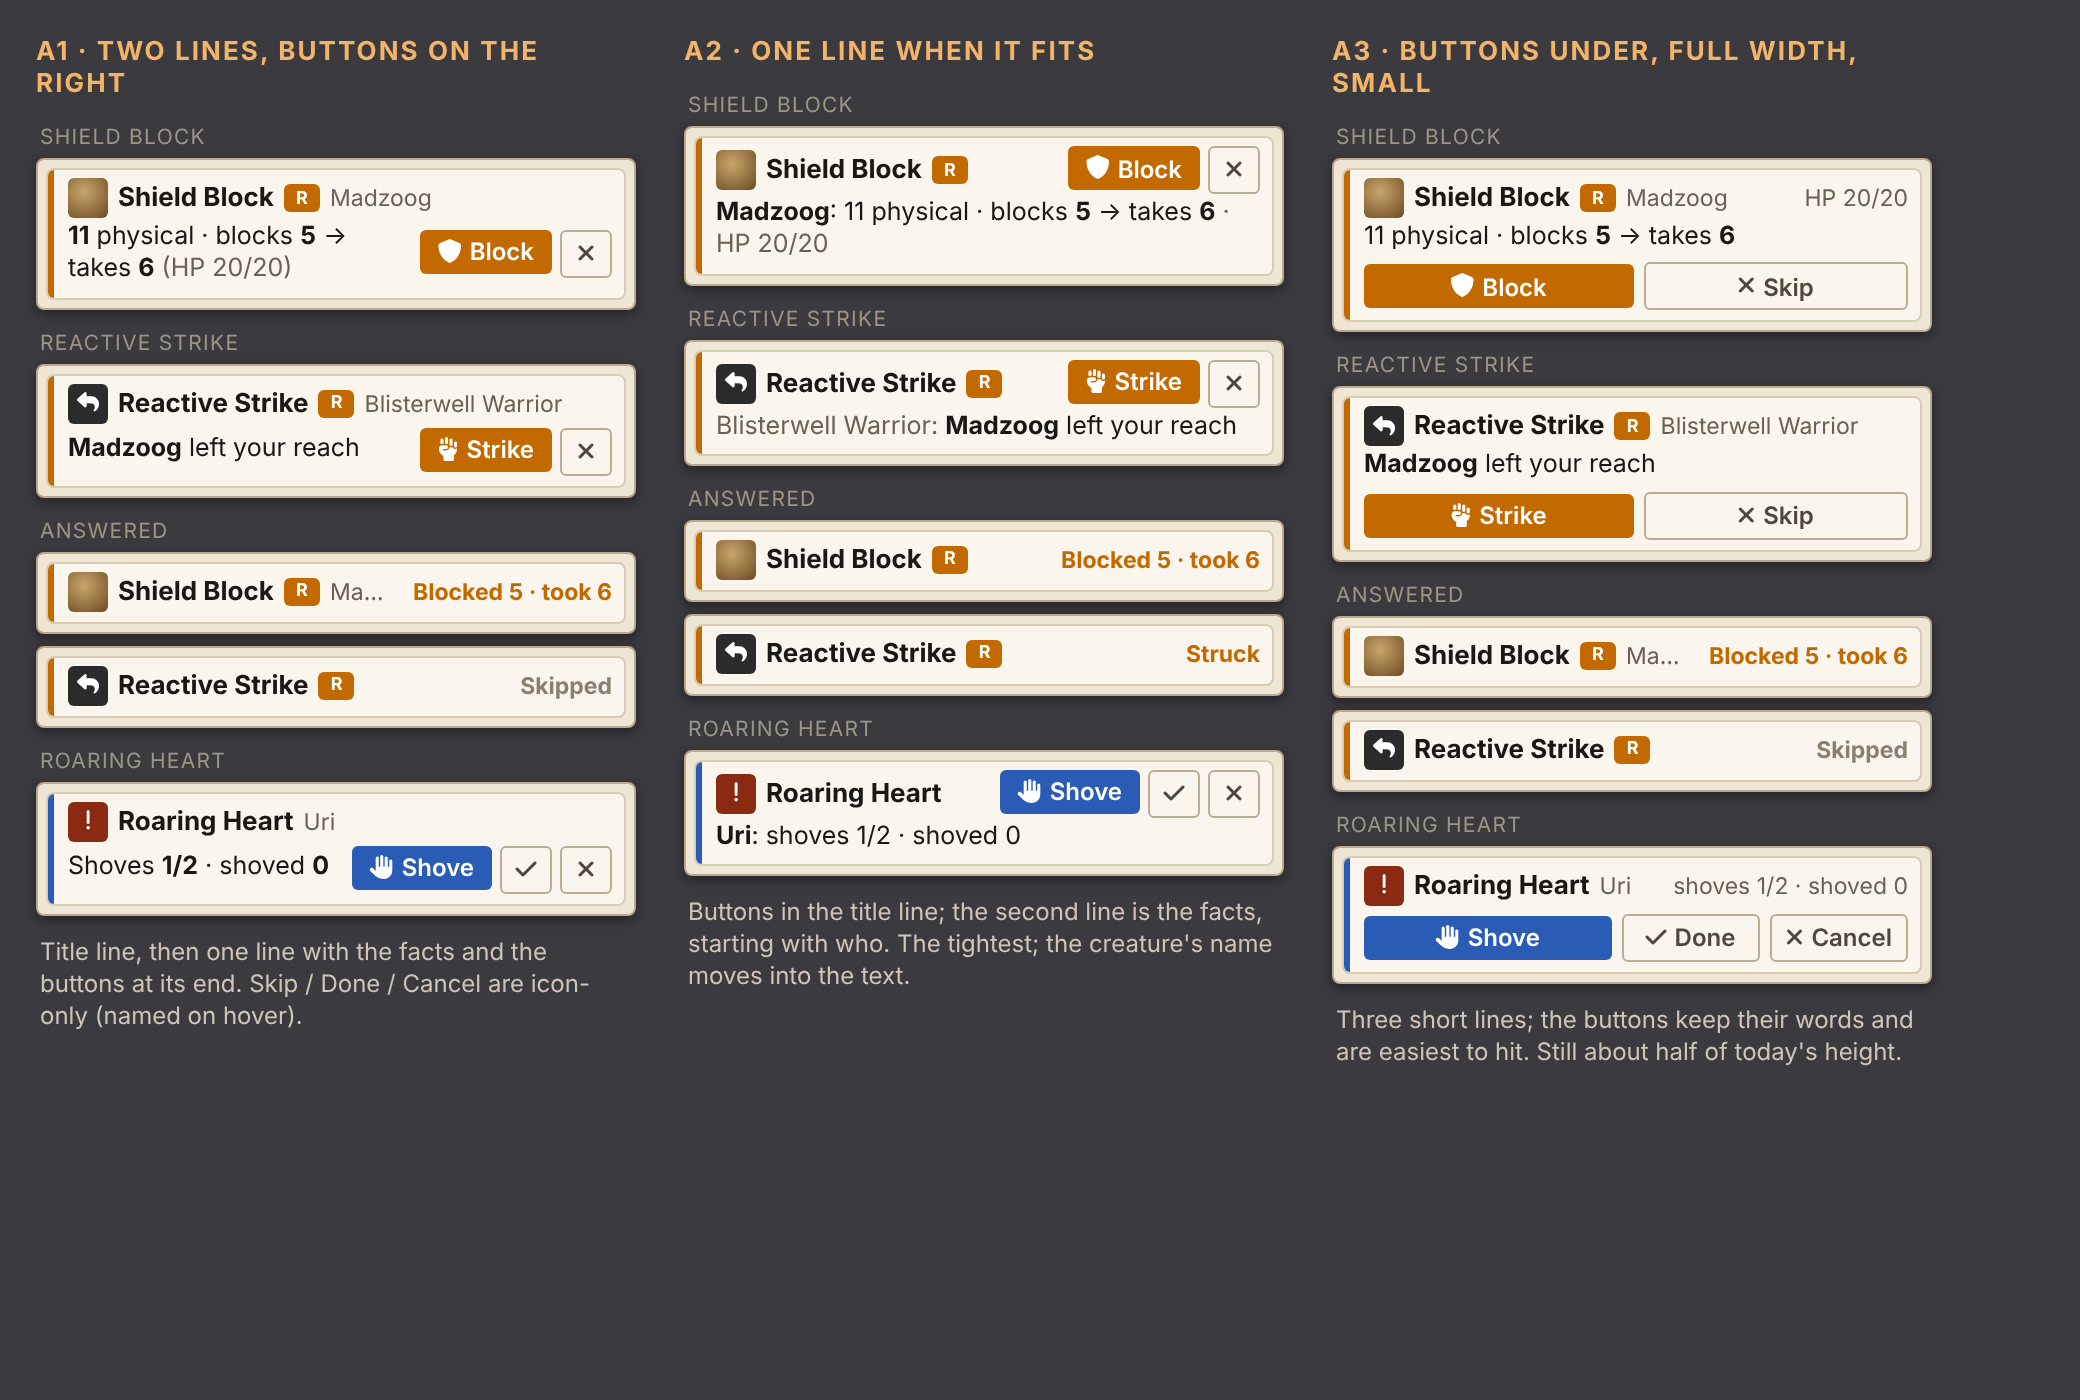 A1 · TWO LINES, BUTTONS ON THE
RIGHT
SHIELD BLOCK
Shield Block R Madzoog
11 physical · blocks 5 →
takes 6 (HP 20/20)
Block ✕
REACTIVE STRIKE
Reactive Strike R Blisterwell Warrior
Madzoog left your reach
Strike ✕
ANSWERED
Shield Block R Ma... Blocked 5 · took 6
Reactive Strike R Skipped
ROARING HEART
! Roaring Heart Uri
Shoves 1/2 · shoved 0 Shove ✓ ✕
Title line, then one line with the facts and the
buttons at its end. Skip / Done / Cancel are icon-
only (named on hover).
A2 · ONE LINE WHEN IT FITS
SHIELD BLOCK
Shield Block R Block ✕
Madzoog: 11 physical · blocks 5 → takes 6 ·
HP 20/20
REACTIVE STRIKE
Reactive Strike R Strike ✕
Blisterwell Warrior: Madzoog left your reach
ANSWERED
Shield Block R Blocked 5 · took 6
Reactive Strike R Struck
ROARING HEART
! Roaring Heart Shove ✓ ✕
Uri: shoves 1/2 · shoved 0
Buttons in the title line; the second line is the facts,
starting with who. The tightest; the creature's name
moves into the text.
A3 · BUTTONS UNDER, FULL WIDTH,
SMALL
SHIELD BLOCK
Shield Block R Madzoog HP 20/20
11 physical · blocks 5 → takes 6
Block ✕ Skip
REACTIVE STRIKE
Reactive Strike R Blisterwell Warrior
Madzoog left your reach
Strike ✕ Skip
ANSWERED
Shield Block R Ma... Blocked 5 · took 6
Reactive Strike R Skipped
ROARING HEART
! Roaring Heart Uri shoves 1/2 · shoved 0
Shove ✓ Done ✕ Cancel
Three short lines; the buttons keep their words and
are easiest to hit. Still about half of today's height.